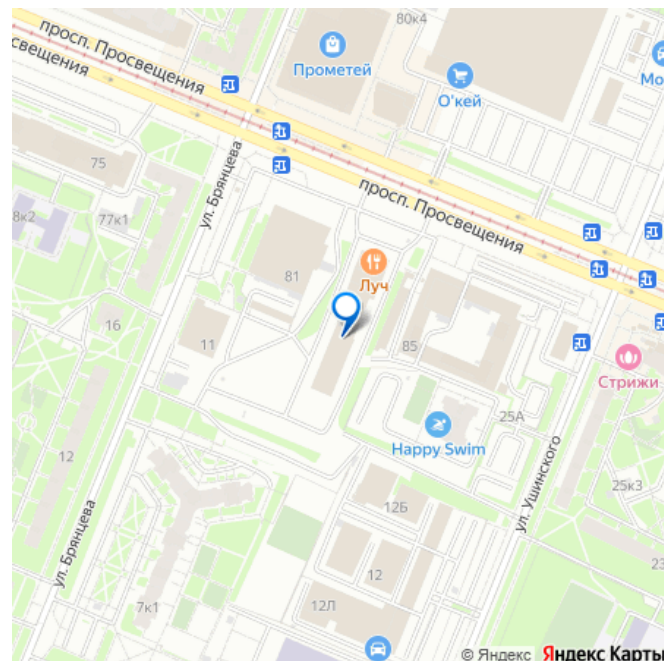 80к4
просп. Просвещения
Прометей
О'кей
Мо
Просвещения
75
ул. Брянцева
77к1
8к2
просп. Просвещения
81
Луч
16
11
85
Стрижи
25А
Happy Swim
12
ул. Ушинского
25к3
12Б
ул. Брянцева
12
23
7к1
12Л
© Яндекс Яндекс Карты